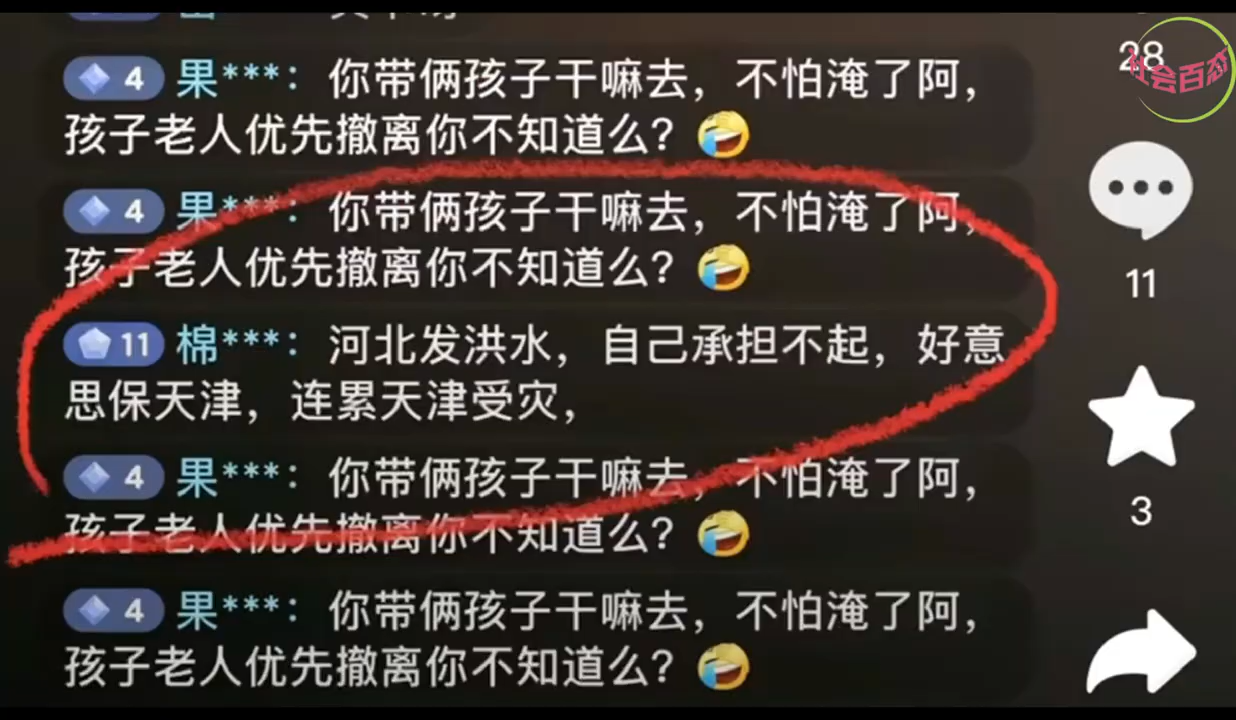 4 果***：你带俩孩子干嘛去，不怕淹了阿，
孩子老人优先撤离你不知道么？
4 果***：你带俩孩子干嘛去，不怕淹了阿，
孩子老人优先撤离你不知道么？
11 棉***：河北发洪水，自己承担不起，好意
思保天津，连累天津受灾，
4 果***：你带俩孩子干嘛去，不怕淹了阿，
孩子老人优先撤离你不知道么？
4 果***：你带俩孩子干嘛去，不怕淹了阿，
孩子老人优先撤离你不知道么？
28
社会百态
11
3